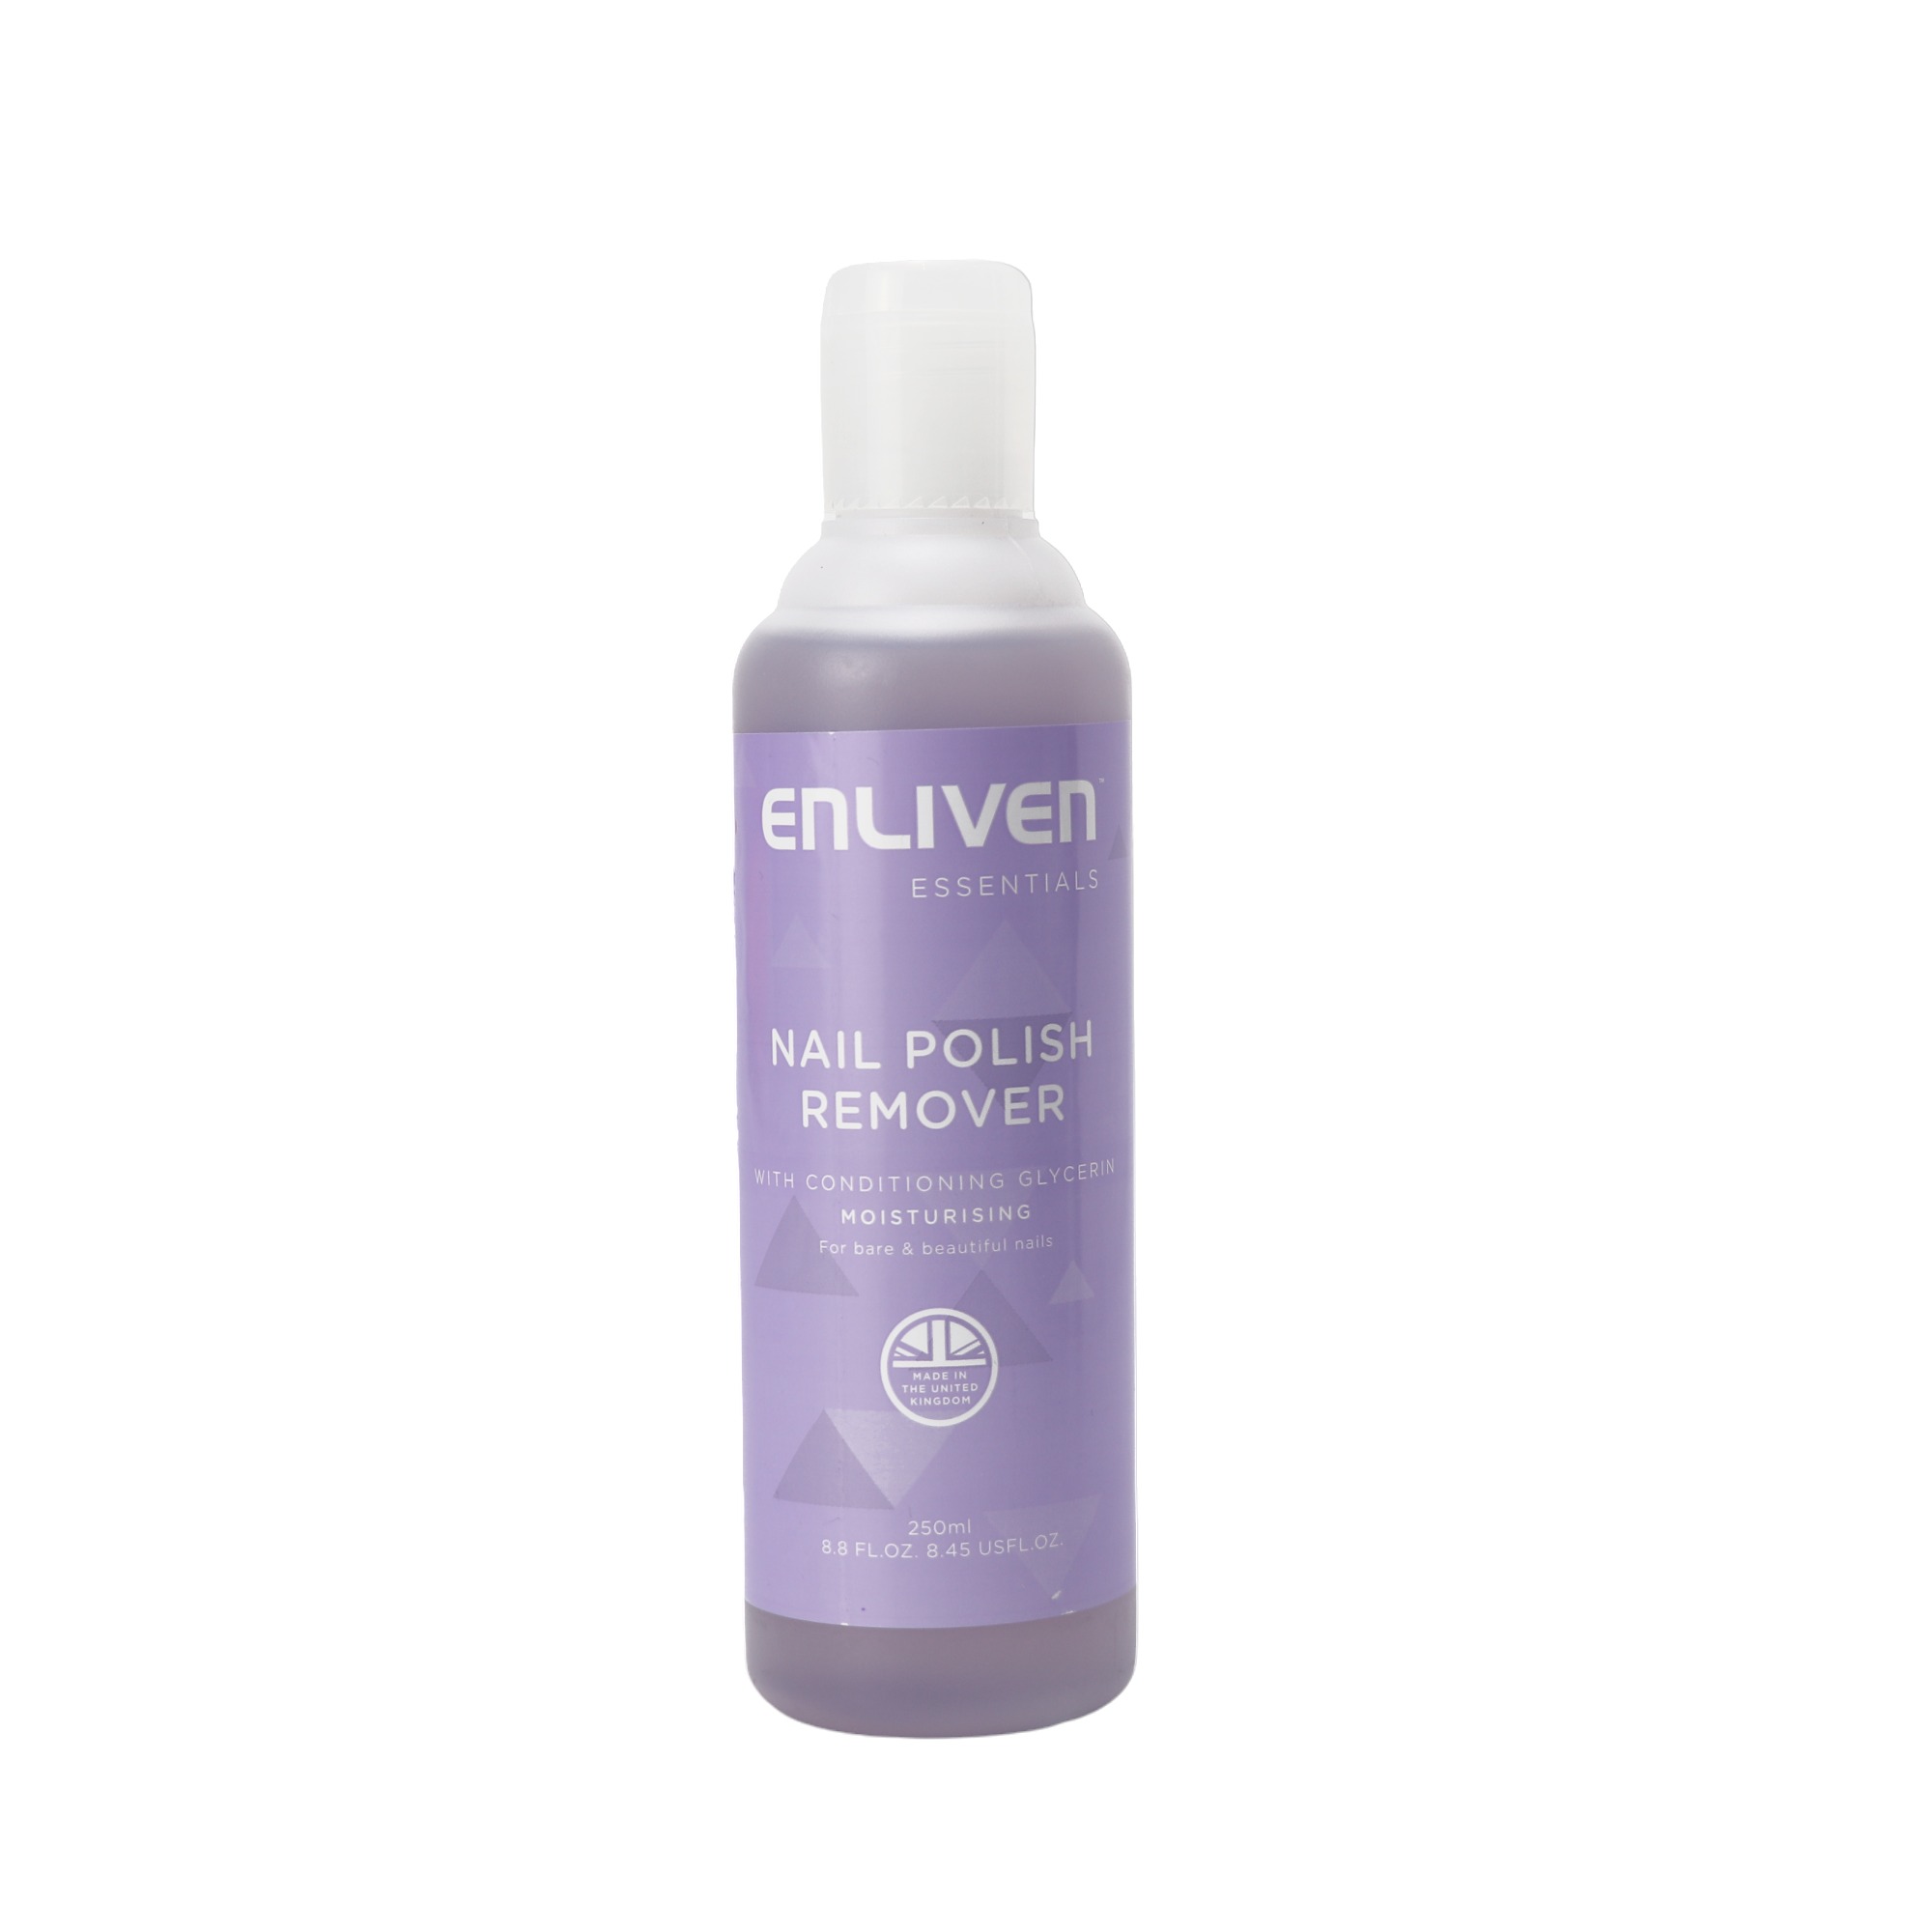 ENLIVEN™
ESSENTIALS
NAIL POLISH
REMOVER
WITH CONDITIONING GLYCERIN
MOISTURISING
For bare & beautiful nails
MADE IN
THE UNITED
KINGDOM
250ml
8.8 FL.OZ. 8.45 USFL.OZ.